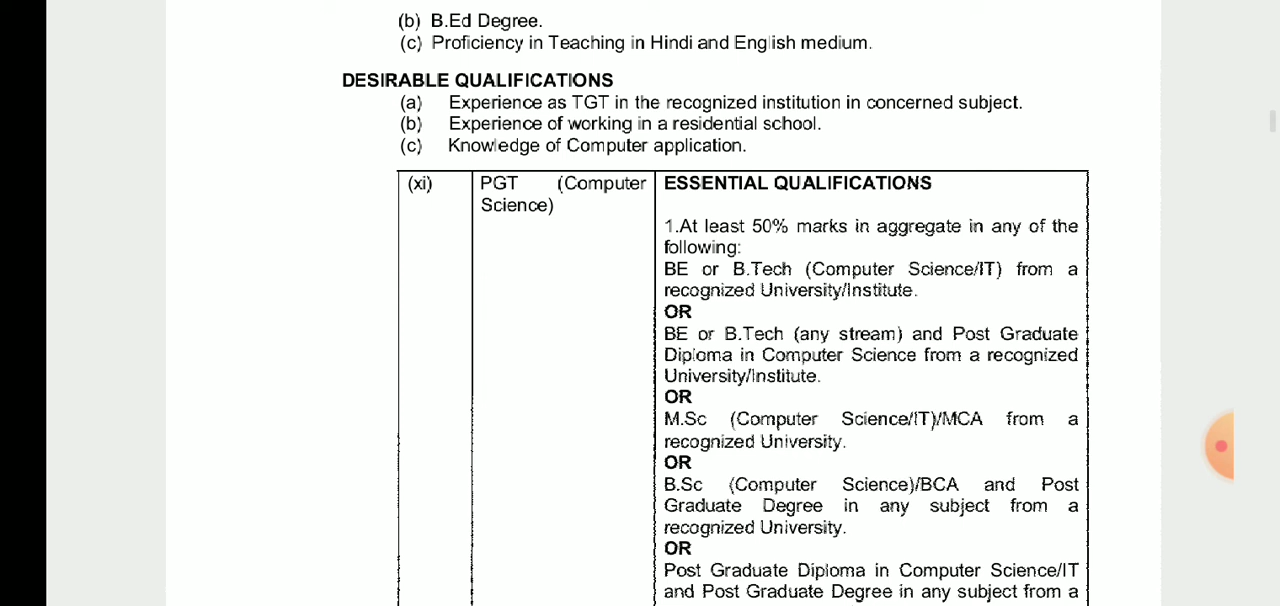 (b) B.Ed Degree.
(c) Proficiency in Teaching in Hindi and English medium.
DESIRABLE QUALIFICATIONS
(a) Experience as TGT in the recognized institution in concerned subject.
(b) Experience of working in a residential school.
(c) Knowledge of Computer application.
(xi)
PGT (Computer
Science)
ESSENTIAL QUALIFICATIONS
1.At least 50% marks in aggregate in any of the
following:
BE or B.Tech (Computer Science/IT) from a
recognized University/Institute.
OR
BE or B.Tech (any stream) and Post Graduate
Diploma in Computer Science from a recognized
University/Institute.
OR
M.Sc (Computer Science/IT)/MCA from a
recognized University.
OR
B.Sc (Computer Science)/BCA and Post
Graduate Degree in any subject from a
recognized University.
OR
Post Graduate Diploma in Computer Science/IT
and Post Graduate Degree in any subject from a